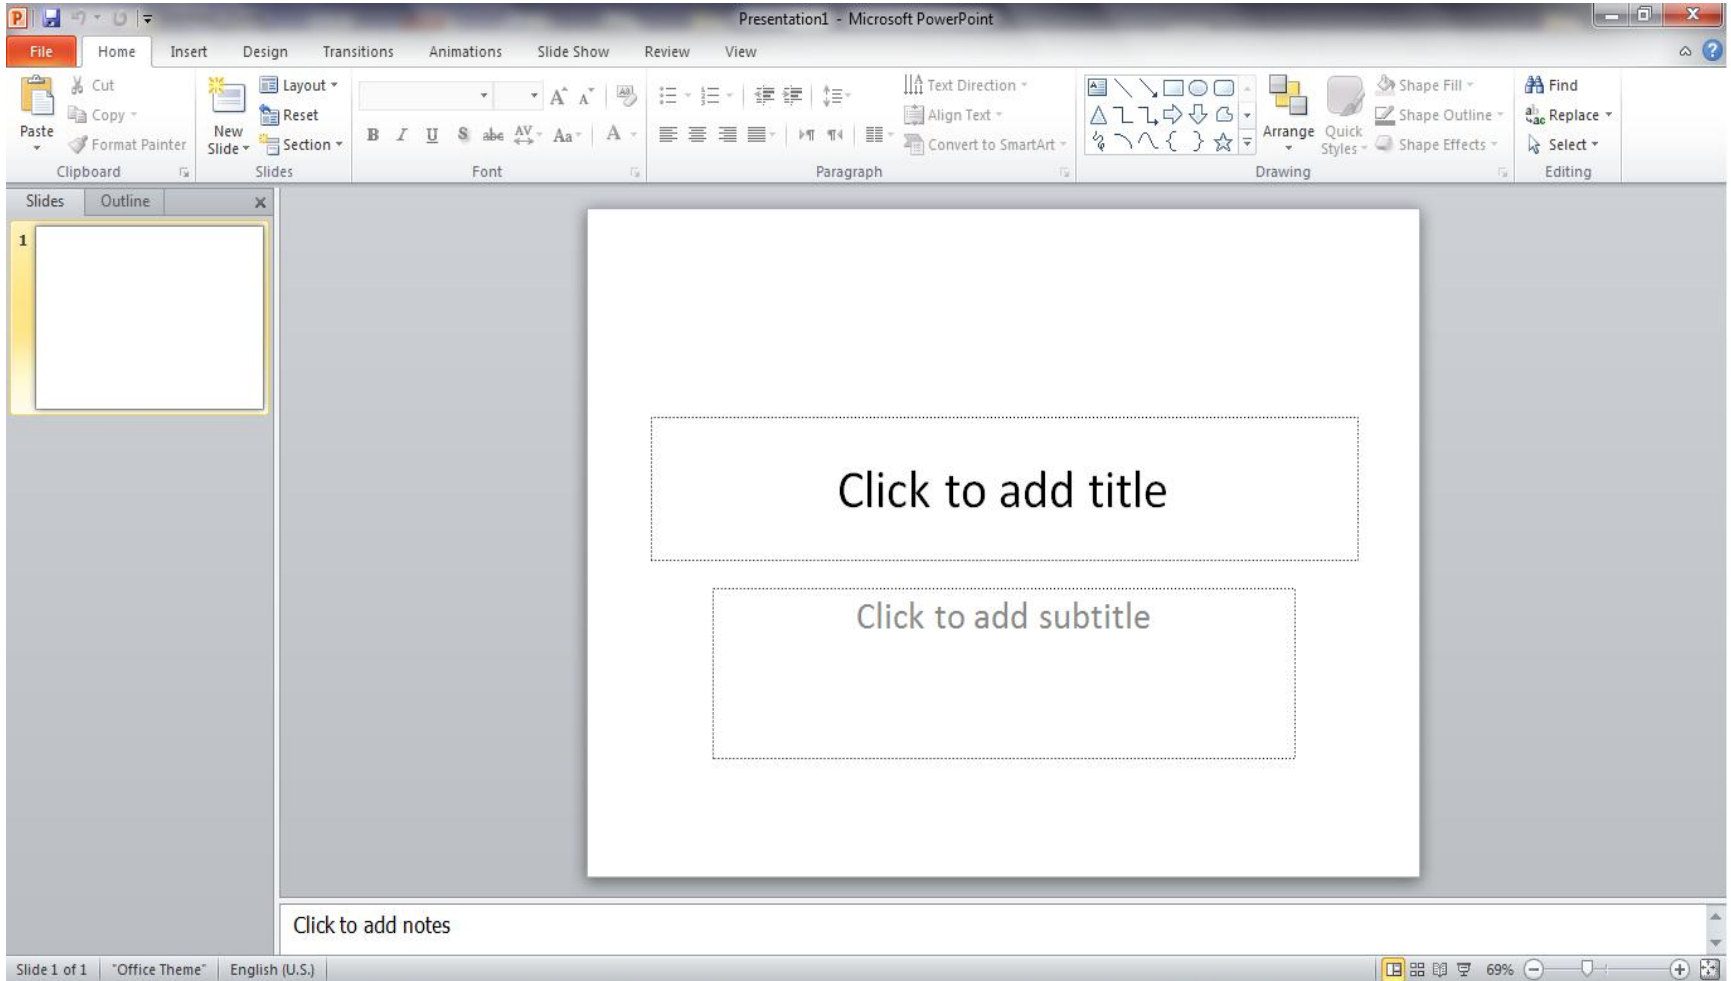 Presentation1 - Microsoft PowerPoint
File Home Insert Design Transitions Animations Slide Show Review View
Cut
Copy
Format Painter
Paste
Clipboard
New Slide
Layout
Reset
Section
Slides
B I U S abc AV Aa A
Font
Text Direction
Align Text
Convert to SmartArt
Paragraph
Arrange
Quick Styles
Shape Fill
Shape Outline
Shape Effects
Drawing
Find
Replace
Select
Editing
Slides Outline
1
Click to add title
Click to add subtitle
Click to add notes
Slide 1 of 1 "Office Theme" English (U.S.) 69%